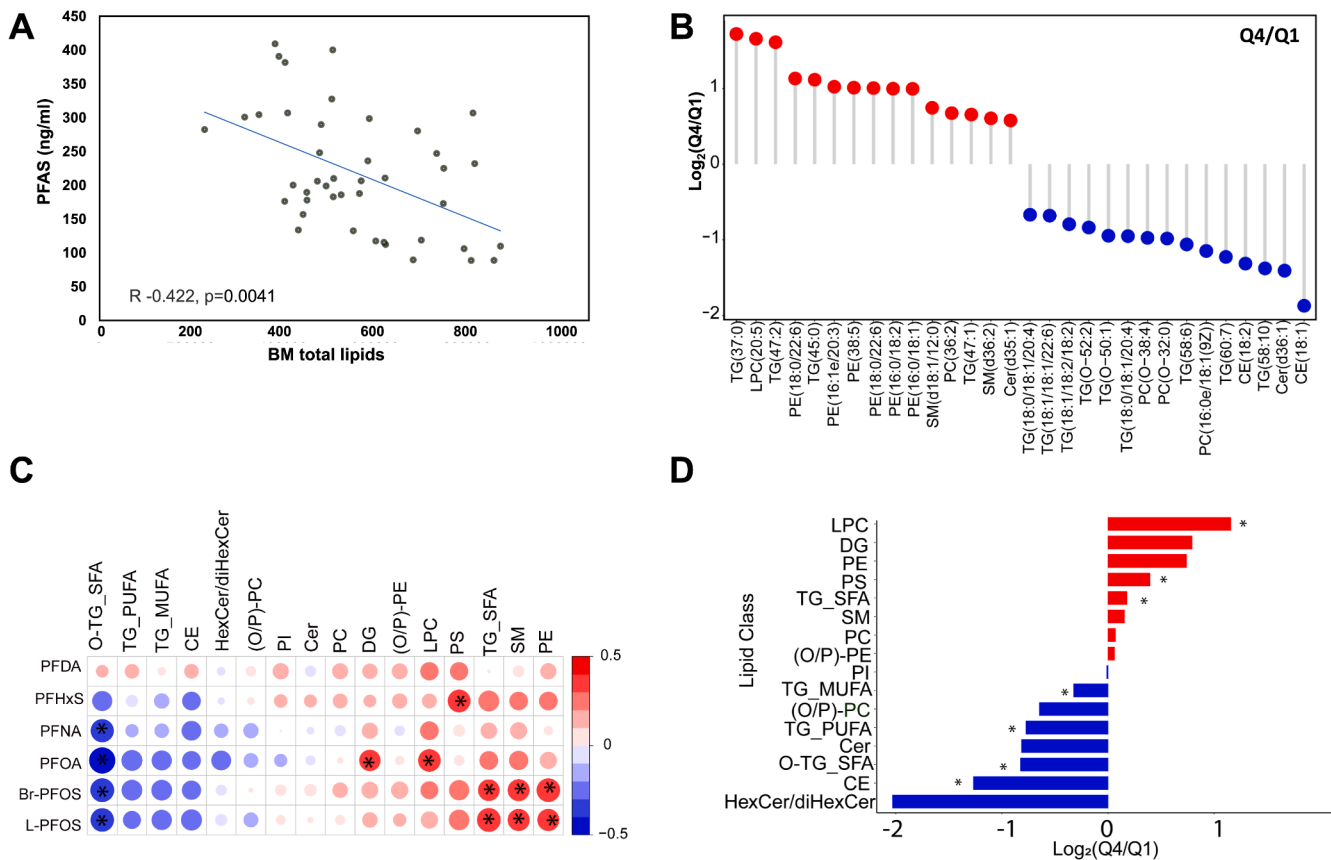 A
450
400
350
300
250
200
150
100
50
0
PFAS (ng/ml)
R -0.422, p=0.0041
0 200 400 600 800 1000
BM total lipids
B
Q4/Q1
Log₂(Q4/Q1)
1
0
−1
−2
TG(37:0)
LPC(20:5)
TG(47:2)
PE(18:0/22:6)
TG(45:0)
PE(16:1e/20:3)
PE(38:5)
PE(18:0/22:6)
PE(16:0/18:2)
PE(16:0/18:1)
SM(d18:1/12:0)
PC(36:2)
TG(47:1)
SM(d36:2)
Cer(d35:1)
TG(18:0/18:1/20:4)
TG(18:1/18:1/22:6)
TG(18:1/18:2/18:2)
TG(O−52:2)
TG(O−50:1)
TG(18:0/18:1/20:4)
PC(O−38:4)
PC(O−32:0)
TG(58:6)
PC(16:0e/18:1(9Z))
TG(60:7)
CE(18:2)
TG(58:10)
Cer(d36:1)
CE(18:1)
C
O-TG_SFA
TG_PUFA
TG_MUFA
CE
HexCer/diHexCer
(O/P)-PC
PI
Cer
PC
DG
(O/P)-PE
LPC
PS
TG_SFA
SM
PE
PFDA
PFHxS *
PFNA *
PFOA * * *
Br-PFOS * * * *
L-PFOS * * * *
0.5
0
−0.5
D
Lipid Class
LPC *
DG
PE
PS *
TG_SFA *
SM
PC
(O/P)-PE
PI
TG_MUFA *
(O/P)-PC
TG_PUFA *
Cer
O-TG_SFA *
CE *
HexCer/diHexCer
-2 -1 0 1
Log₂(Q4/Q1)